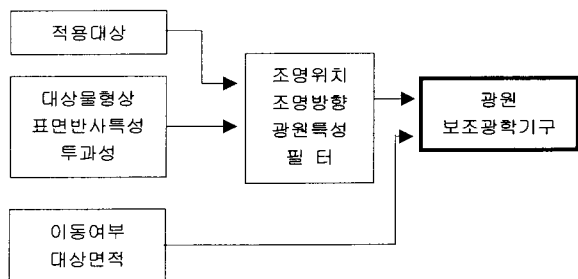 적용대상
대상물형상
표면반사특성
투과성
이동여부
대상면적
조명위치
조명방향
광원특성
필 터
광원
보조광학기구